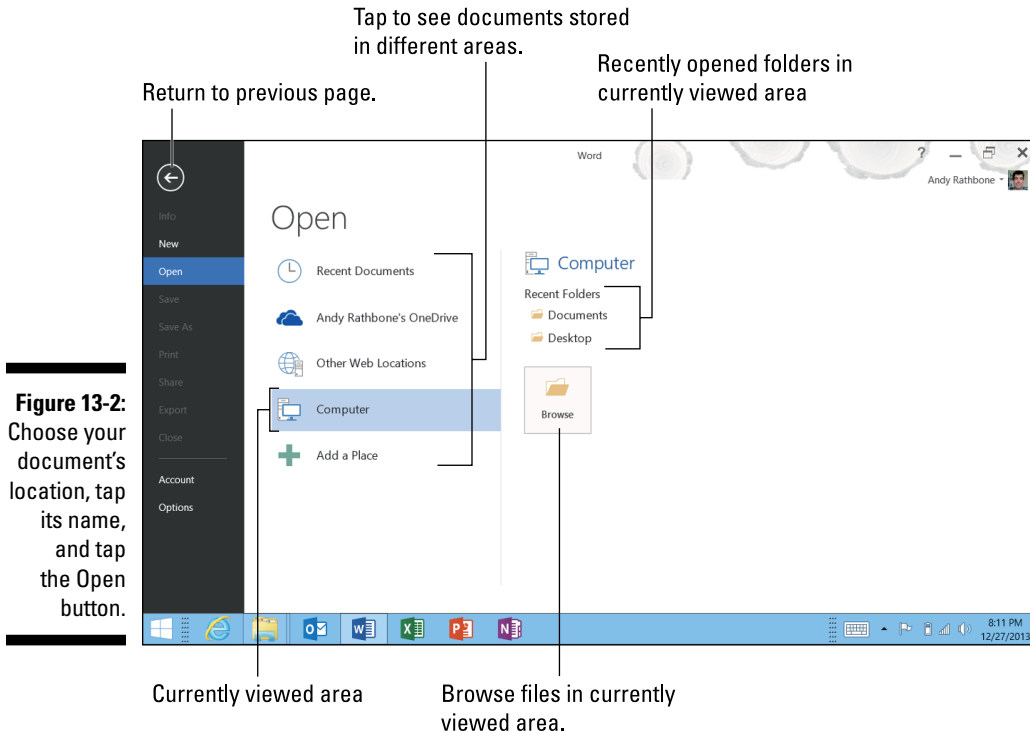 Tap to see documents stored
in different areas.
Recently opened folders in
currently viewed area
Return to previous page.
Word
?
Andy Rathbone
Info
New
Open
Save
Save As
Print
Share
Export
Close
Account
Options
Open
Recent Documents
Andy Rathbone's OneDrive
Other Web Locations
Computer
Add a Place
Computer
Recent Folders
Documents
Desktop
Browse
Figure 13-2:
Choose your
document's
location, tap
its name,
and tap
the Open
button.
8:11 PM
12/27/2013
Currently viewed area
Browse files in currently
viewed area.